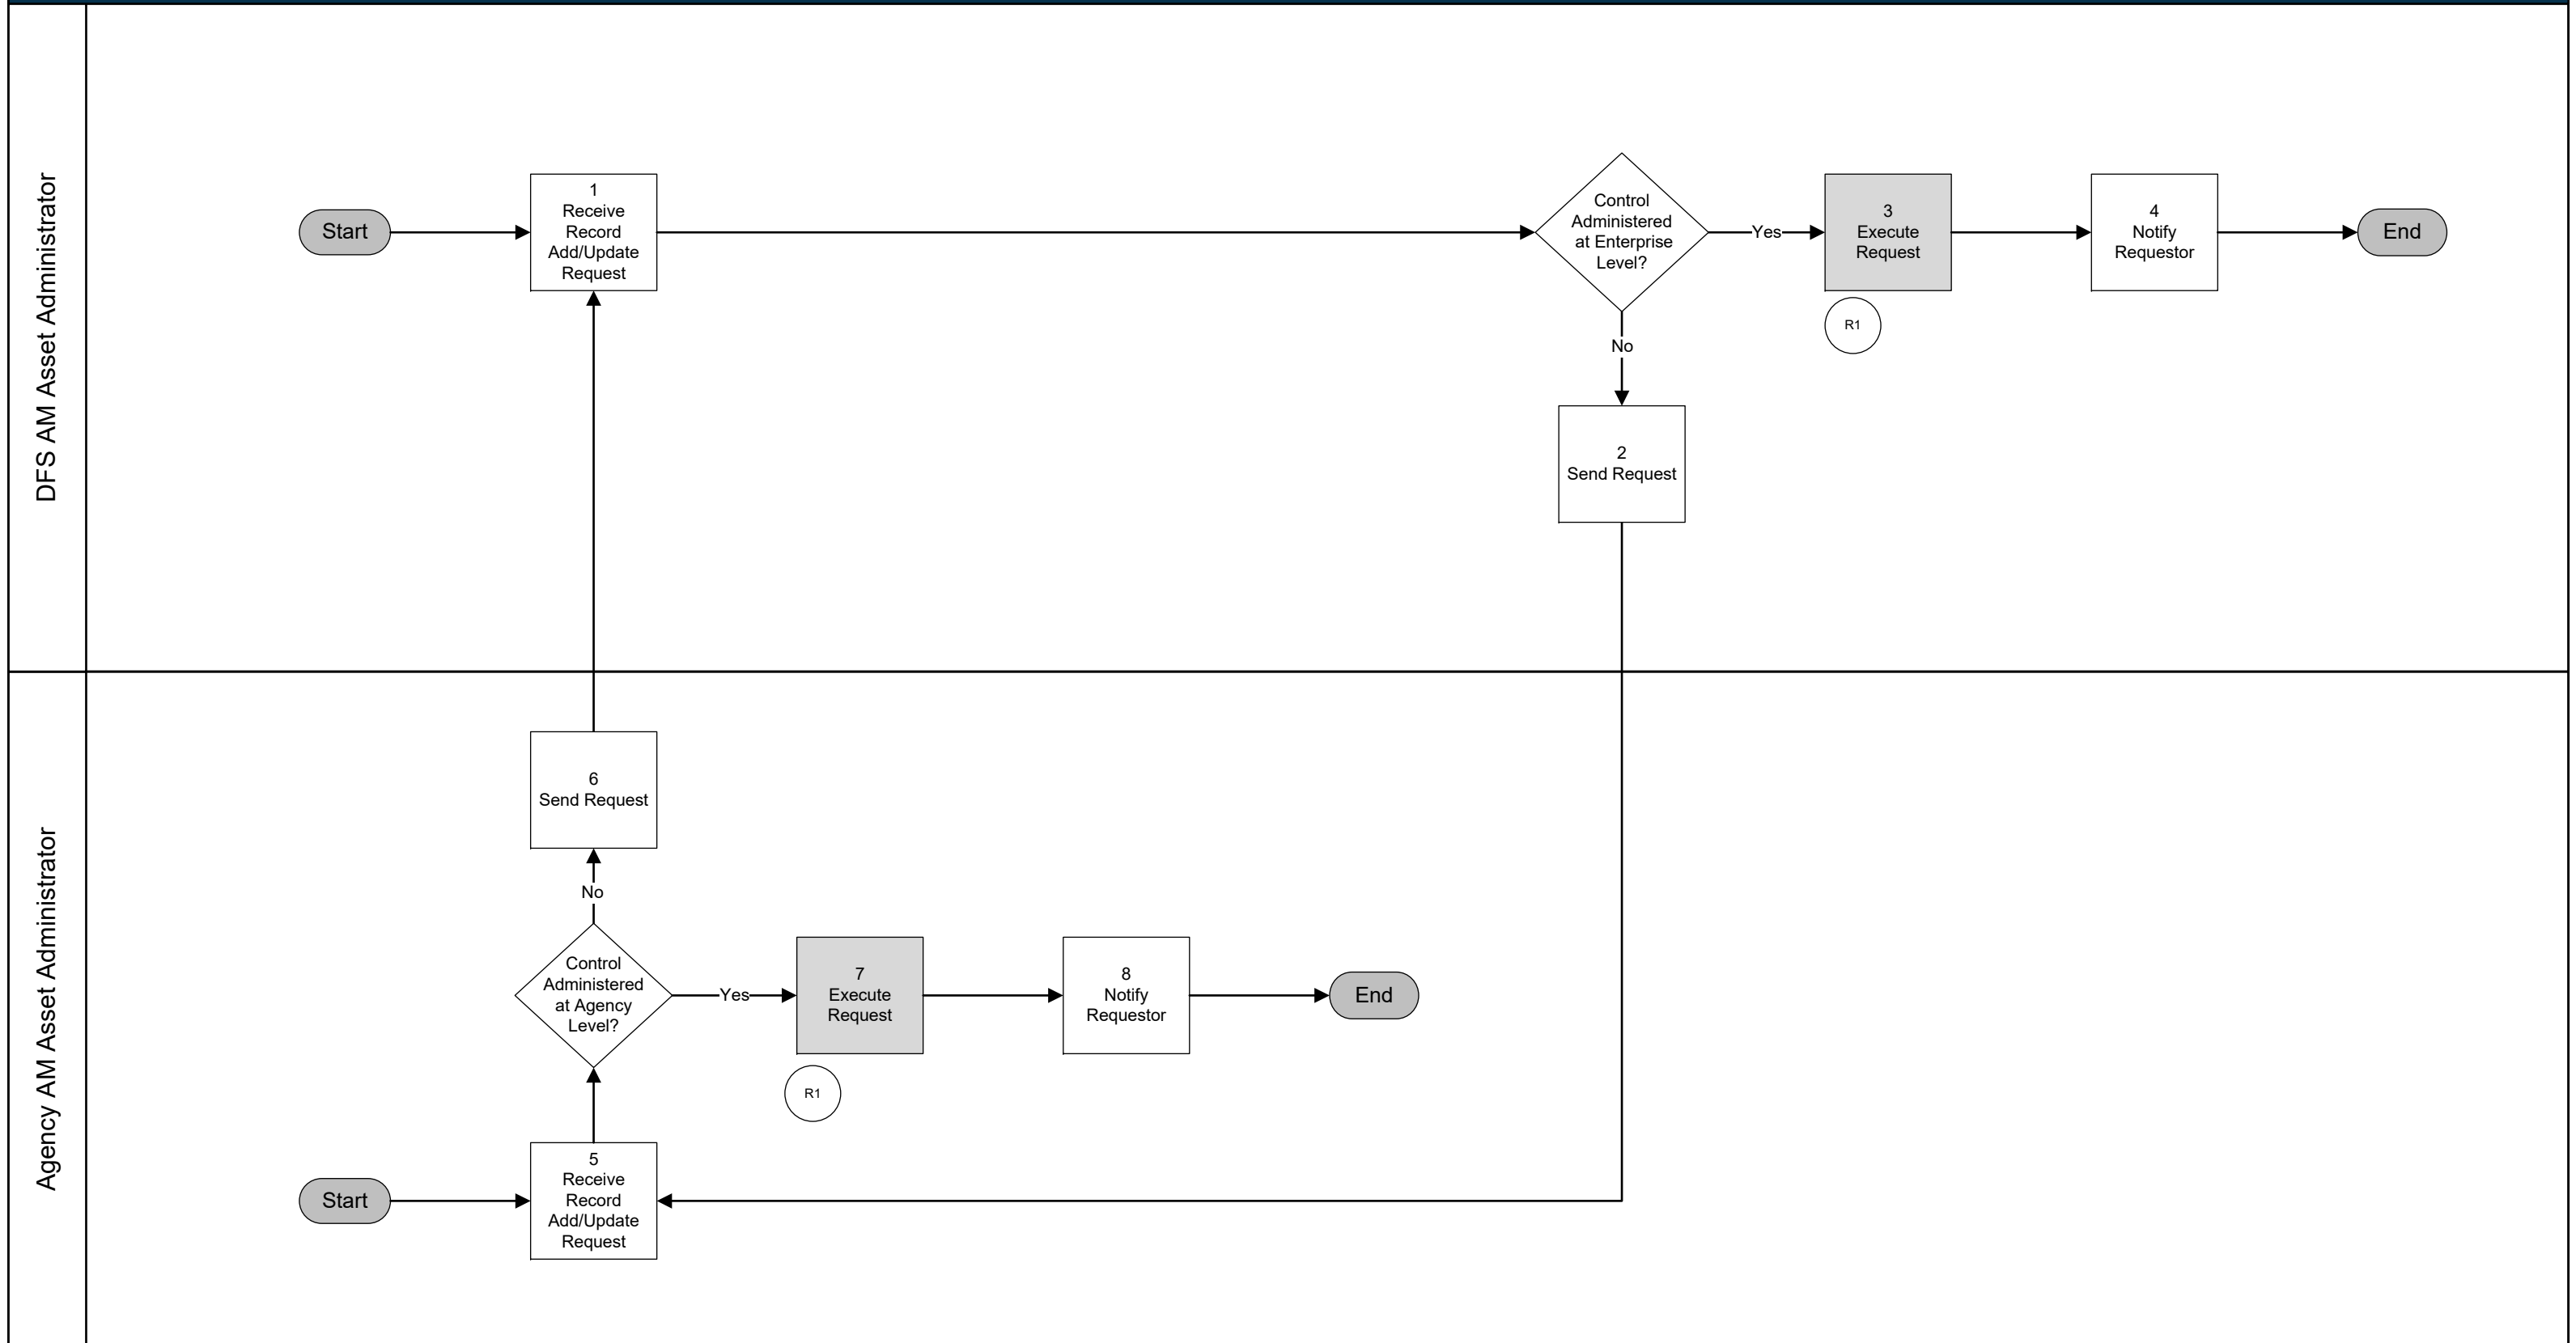 DFS AM Asset Administrator
Start
1
Receive
Record
Add/Update
Request
Control
Administered
at Enterprise
Level?
Yes
3
Execute
Request
R1
4
Notify
Requestor
End
No
2
Send Request
Agency AM Asset Administrator
6
Send Request
No
Control
Administered
at Agency
Level?
Yes
7
Execute
Request
R1
8
Notify
Requestor
End
Start
5
Receive
Record
Add/Update
Request